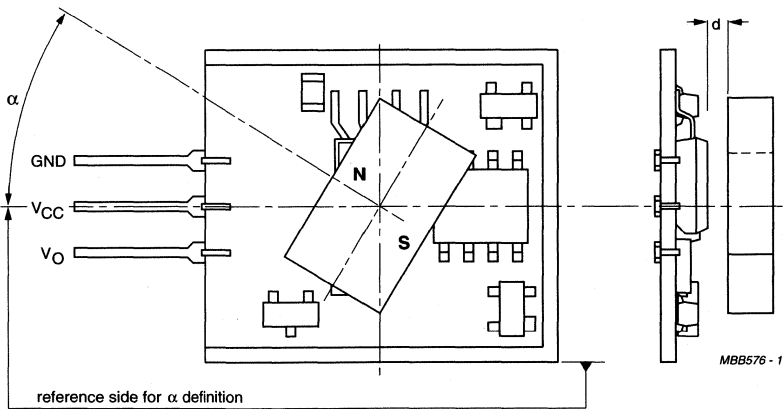 d
α
GND
N
V_CC
S
V_O
MBB576 - 1
reference side for α definition